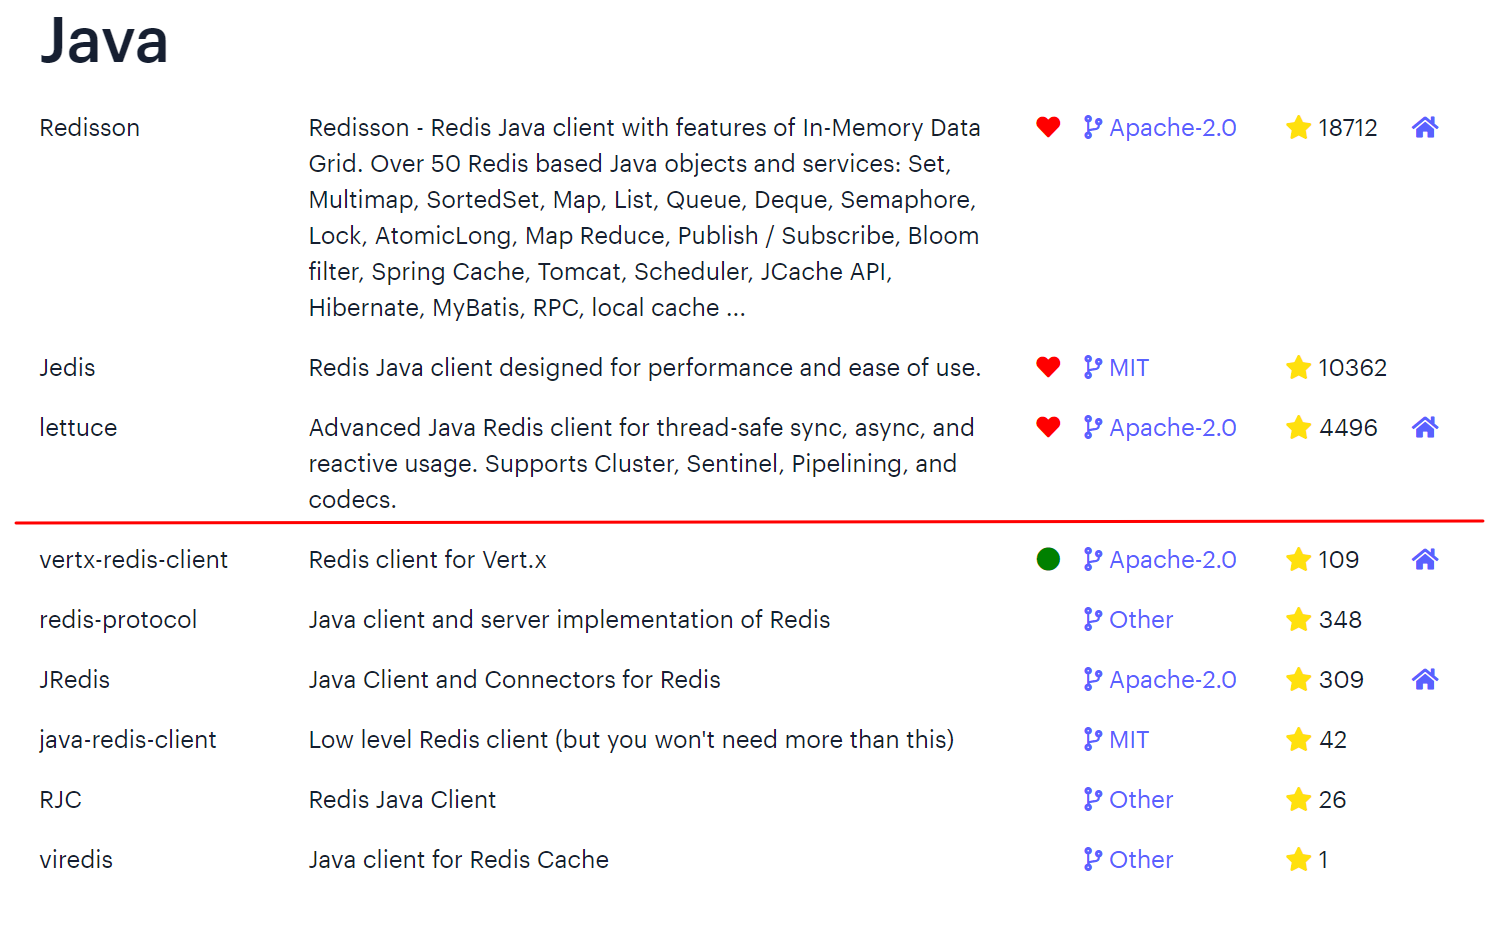 Java
Redisson Redisson - Redis Java client with features of In-Memory Data Apache-2.0 18712
Grid. Over 50 Redis based Java objects and services: Set,
Multimap, SortedSet, Map, List, Queue, Deque, Semaphore,
Lock, AtomicLong, Map Reduce, Publish / Subscribe, Bloom
filter, Spring Cache, Tomcat, Scheduler, JCache API,
Hibernate, MyBatis, RPC, local cache ...
Jedis Redis Java client designed for performance and ease of use. MIT 10362
lettuce Advanced Java Redis client for thread-safe sync, async, and Apache-2.0 4496
reactive usage. Supports Cluster, Sentinel, Pipelining, and
codecs.
vertx-redis-client Redis client for Vert.x Apache-2.0 109
redis-protocol Java client and server implementation of Redis Other 348
JRedis Java Client and Connectors for Redis Apache-2.0 309
java-redis-client Low level Redis client (but you won't need more than this) MIT 42
RJC Redis Java Client Other 26
viredis Java client for Redis Cache Other 1